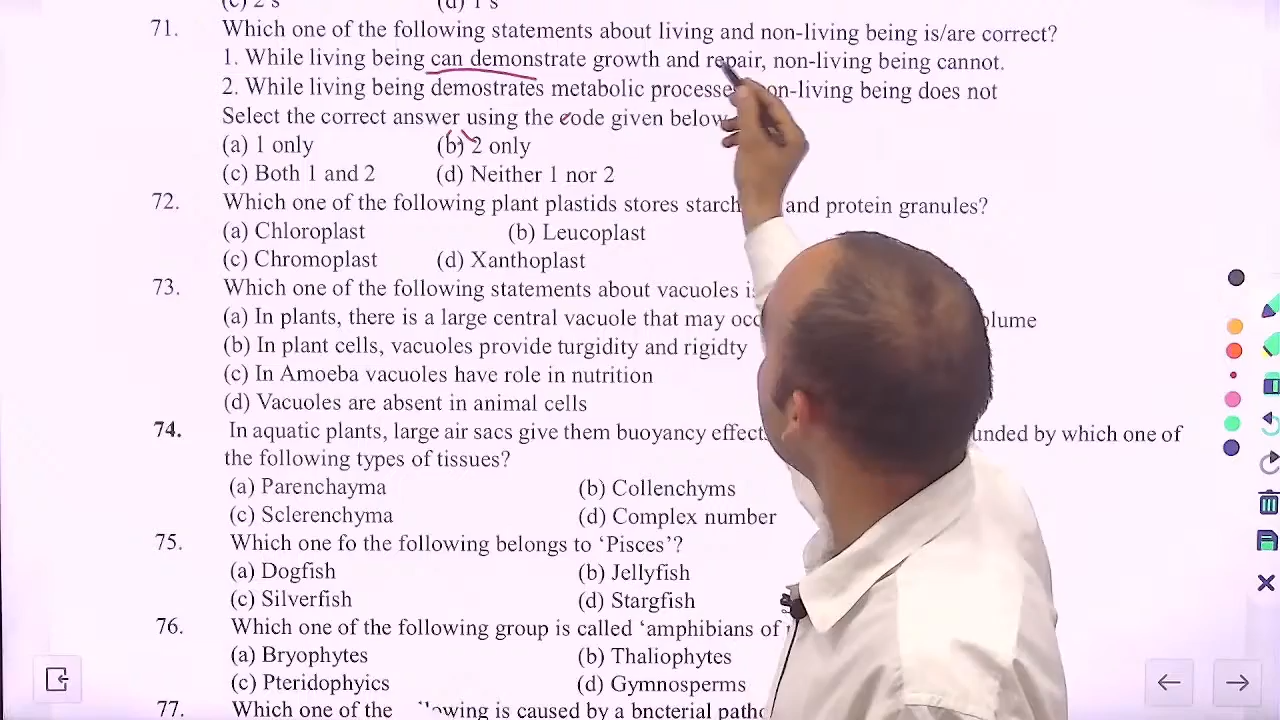 (c) 2 s (d) 1 s
71. Which one of the following statements about living and non-living being is/are correct?
1. While living being can demonstrate growth and repair, non-living being cannot.
2. While living being demostrates metabolic processes non-living being does not
Select the correct answer using the code given below
(a) 1 only (b) 2 only
(c) Both 1 and 2 (d) Neither 1 nor 2
72. Which one of the following plant plastids stores starch and protein granules?
(a) Chloroplast (b) Leucoplast
(c) Chromoplast (d) Xanthoplast
73. Which one of the following statements about vacuoles
(a) In plants, there is a large central vacuole that may
(b) In plant cells, vacuoles provide turgidity and rigidty
(c) In Amoeba vacuoles have role in nutrition
(d) Vacuoles are absent in animal cells
74. In aquatic plants, large air sacs give them buoyancy by which one of
the following types of tissues?
(a) Parenchayma (b) Collenchyms
(c) Sclerenchyma (d) Complex number
75. Which one fo the following belongs to ‘Pisces’?
(a) Dogfish (b) Jellyfish
(c) Silverfish (d) Stargfish
76. Which one of the following group is called ‘amphibians of
(a) Bryophytes (b) Thaliophytes
(c) Pteridophyics (d) Gymnosperms
77. Which one of the is caused by a bncterial